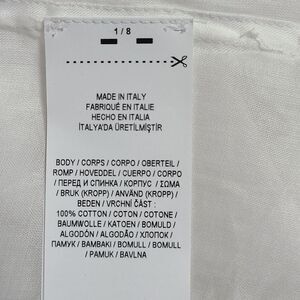 1 / 8
MADE IN ITALY
FABRIQUÉ EN ITALIE
HECHO EN ITALIA
İTALYA'DA ÜRETİLMİŞTİR
BODY / CORPS / CORPO / OBERTEIL /
ROMP / HOVEDDEL / CUERPO / CORPO
/ ПЕРЕД И СПИНКА / КОРПУС / ΣΩΜΑ
/ BRUK (KROPP) / ANVÄND (KROPP) /
BEDEN / VRCHNÍ ČÁST :
100% COTTON / COTON / COTONE /
BAUMWOLLE / KATOEN / BOMULD /
ALGODÓN / ALGODÃO / ХЛОПОК /
ПАМУК / ΒΑΜΒΑΚΙ / BOMULL / BOMULL
/ PAMUK / BAVLNA